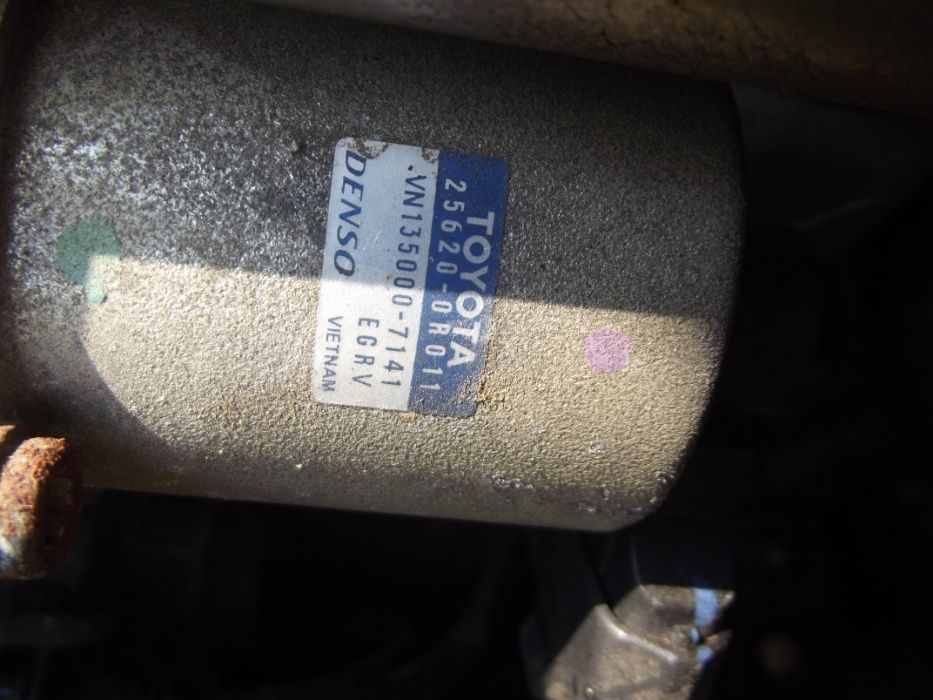 TOYOTA
25620-0R011
VN135000-7141
EGRV
DENSO
VIETNAM